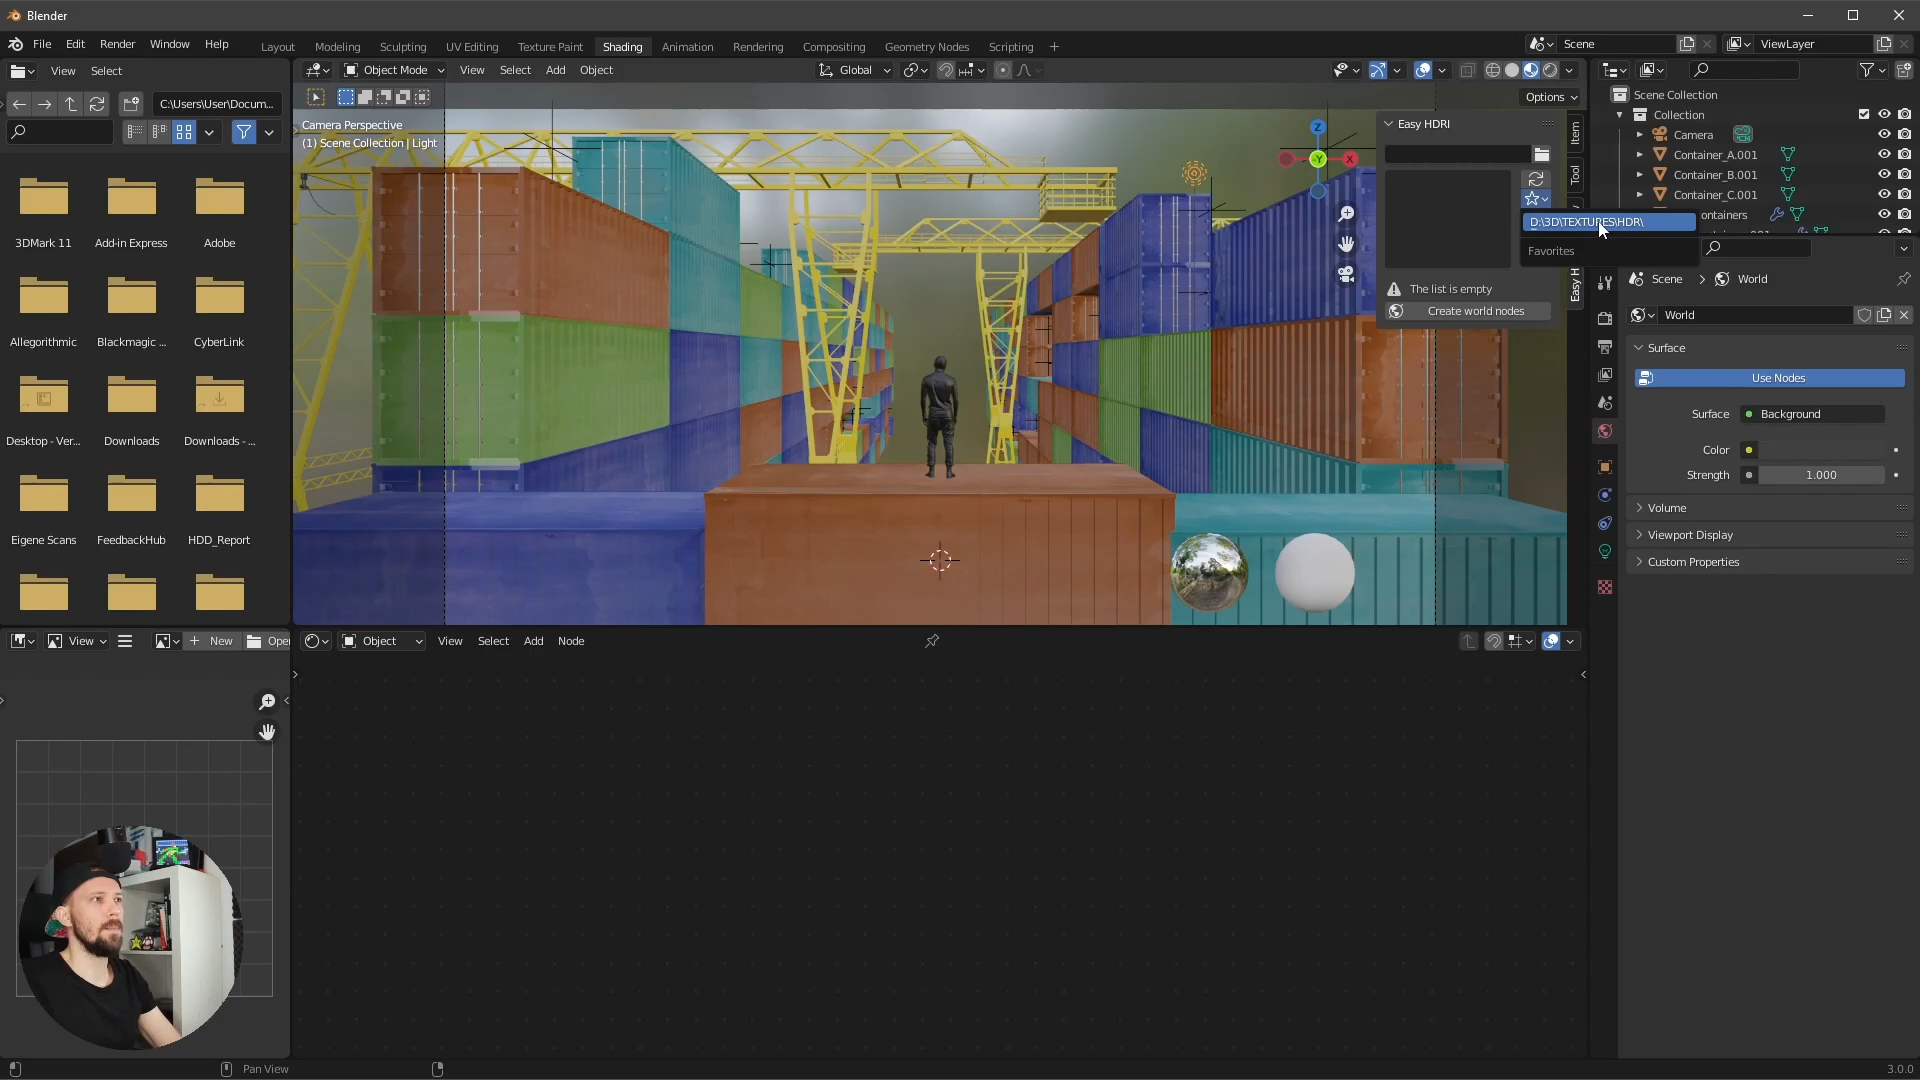 Blender
File Edit Render Window Help
Layout Modeling Sculpting UV Editing Texture Paint Shading Animation Rendering Compositing Geometry Nodes Scripting
Scene
ViewLayer
View Select
Object Mode View Select Add Object
Global
C:\Users\User\Docum...
Options
Camera Perspective
(1) Scene Collection | Light
Z
Y
X
Easy HDRI
Item
Tool
Easy H
D:\3D\TEXTURES\HDR\
Favorites
The list is empty
Create world nodes
Scene Collection
Collection
Camera
Container_A.001
Container_B.001
Container_C.001
ontainers
Scene > World
World
Surface
Use Nodes
Surface Background
Color
Strength 1.000
Volume
Viewport Display
Custom Properties
3DMark 11 Add-in Express Adobe
Allegorithmic Blackmagic ... CyberLink
Desktop - Ver... Downloads Downloads - ...
Eigene Scans FeedbackHub HDD_Report
View New Open
Object View Select Add Node
Pan View
3.0.0